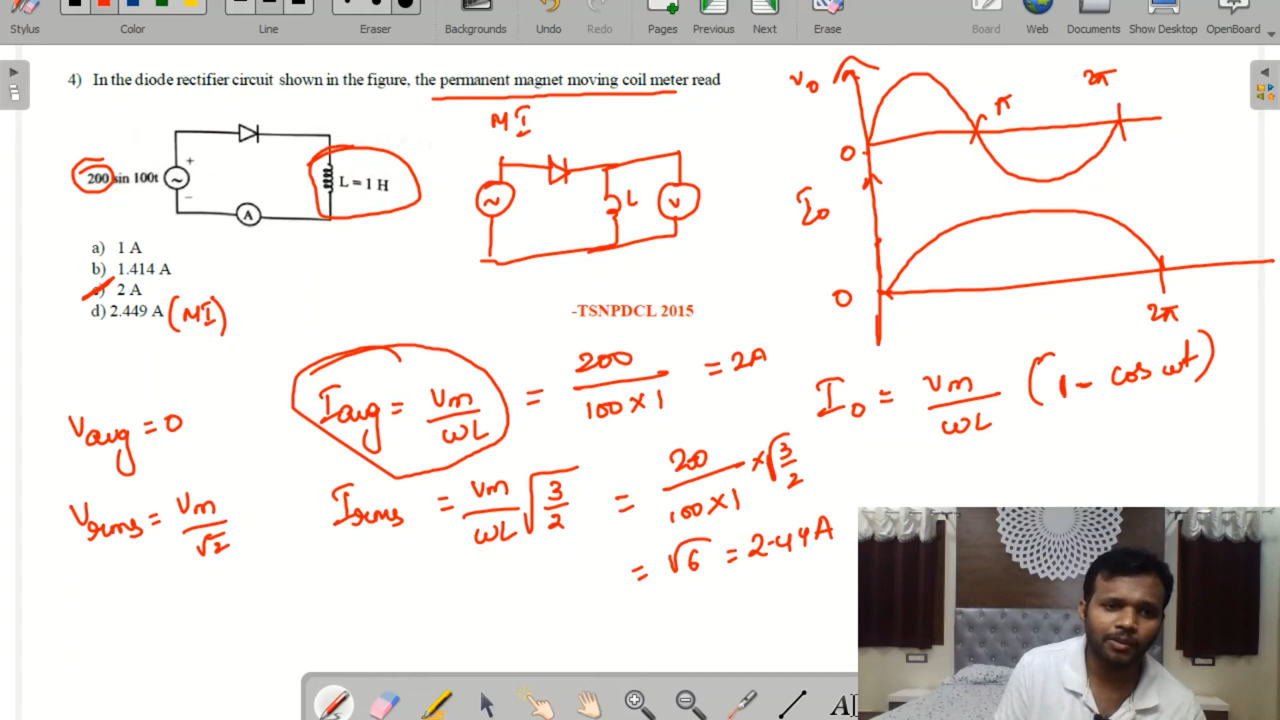 Stylus Color Line Eraser Backgrounds Undo Redo Pages Previous Next Erase Board Web Documents Show Desktop OpenBoard
4) In the diode rectifier circuit shown in the figure, the permanent magnet moving coil meter read
MI
200 sin 100t
+
-
L = 1 H
A
~ L V
a) 1 A
b) 1.414 A
c) 2 A
d) 2.449 A (MI)
-TSNPDCL 2015
V0
0
π
2π
I0
0
2π
Vavg = 0
Iavg = Vm/ωL = 200/100×1 = 2A
I0 = Vm/ωL (1 - cos ωt)
Vrms = Vm/√2
Irms = Vm/ωL √3/2 = 200/100×1 × √3/2
= √6 = 2.44A
A